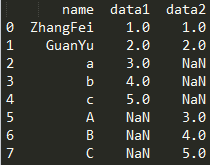 name data1 data2
0 ZhangFei 1.0 1.0
1 GuanYu 2.0 2.0
2 a 3.0 NaN
3 b 4.0 NaN
4 c 5.0 NaN
5 A NaN 3.0
6 B NaN 4.0
7 C NaN 5.0